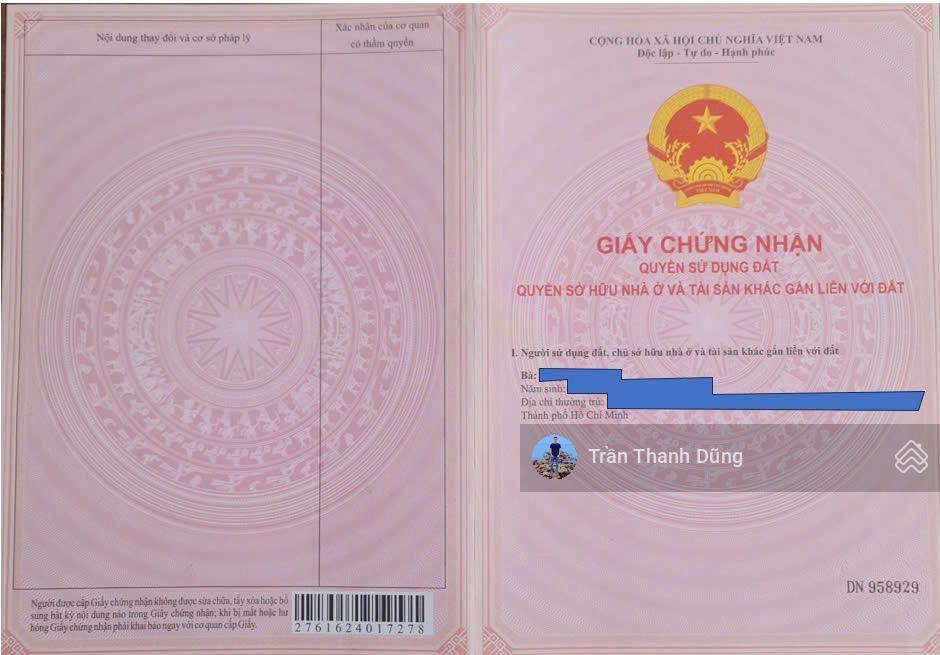 Nội dung thay đổi và cơ sở pháp lý
Xác nhận của cơ quan
có thẩm quyền
Người được cấp Giấy chứng nhận không được sửa chữa, tẩy xóa hoặc bổ
sung bất kỳ nội dung nào trong Giấy chứng nhận; khi bị mất hoặc hư
hỏng Giấy chứng nhận phải khai báo ngay với cơ quan cấp Giấy.
2761624017278
CỘNG HÒA XÃ HỘI CHỦ NGHĨA VIỆT NAM
Độc lập - Tự do - Hạnh phúc
VIỆT NAM
GIẤY CHỨNG NHẬN
QUYỀN SỬ DỤNG ĐẤT
QUYỀN SỞ HỮU NHÀ Ở VÀ TÀI SẢN KHÁC GẮN LIỀN VỚI ĐẤT
I. Người sử dụng đất, chủ sở hữu nhà ở và tài sản khác gắn liền với đất
Bà:
Năm sinh:
Địa chỉ thường trú:
Thành phố Hồ Chí Minh
Trần Thanh Dũng
DN 958929